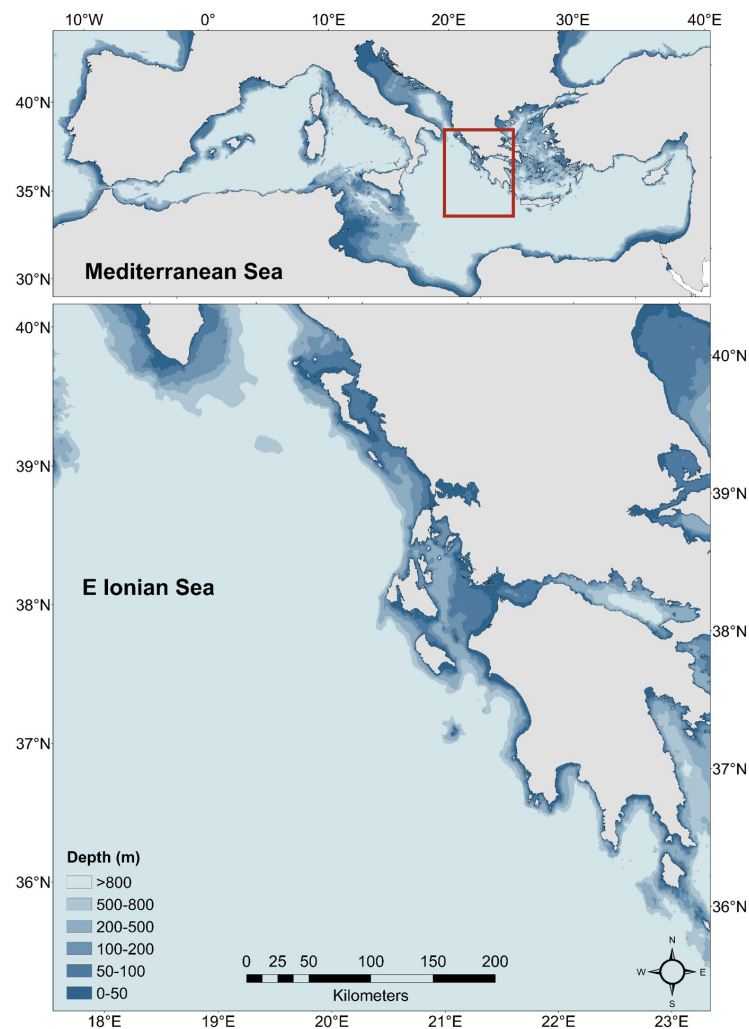 10°W 0° 10°E 20°E 30°E 40°E
40°N
35°N
30°N
Mediterranean Sea
40°N 40°N
39°N 39°N
E Ionian Sea
38°N 38°N
37°N 37°N
36°N 36°N
Depth (m)
>800
500-800
200-500
100-200
50-100
0-50
0 25 50 100 150 200
Kilometers
N
W E
S
18°E 19°E 20°E 21°E 22°E 23°E